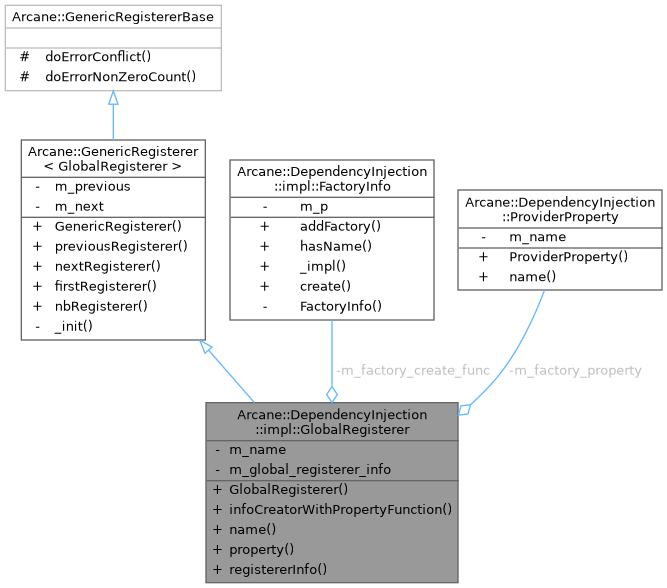 Arcane::GenericRegistererBase
# doErrorConflict()
# doErrorNonZeroCount()
Arcane::GenericRegisterer
< GlobalRegisterer >
- m_previous
- m_next
+ GenericRegisterer()
+ previousRegisterer()
+ nextRegisterer()
+ firstRegisterer()
+ nbRegisterer()
- _init()
Arcane::DependencyInjection
::impl::FactoryInfo
- m_p
+ addFactory()
+ hasName()
+ _impl()
+ create()
- FactoryInfo()
Arcane::DependencyInjection
::ProviderProperty
- m_name
+ ProviderProperty()
+ name()
-m_factory_create_func
-m_factory_property
Arcane::DependencyInjection
::impl::GlobalRegisterer
- m_name
- m_global_registerer_info
+ GlobalRegisterer()
+ infoCreatorWithPropertyFunction()
+ name()
+ property()
+ registererInfo()